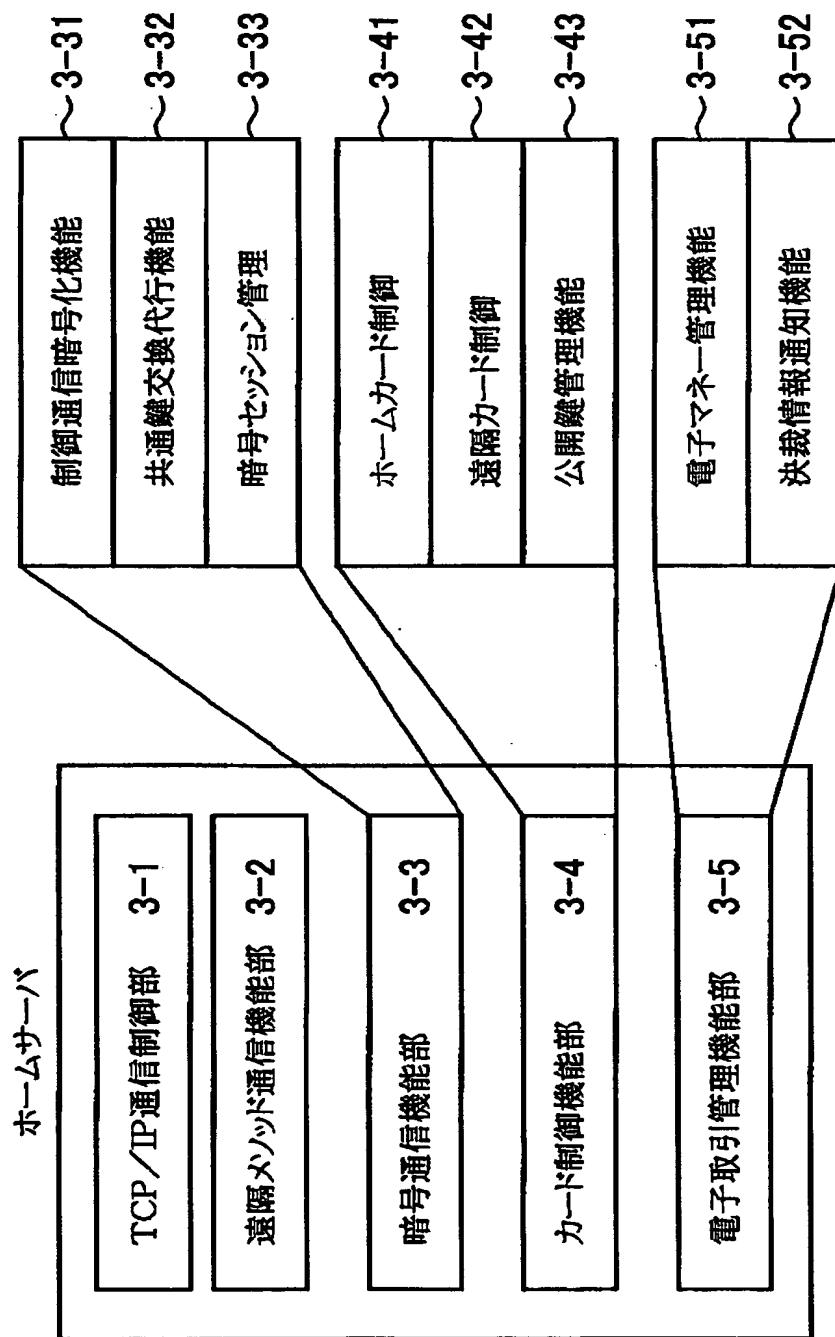 ホームサーバ
TCP／IP通信制御部 3-1
遠隔メソッド通信機能部 3-2
暗号通信機能部 3-3
カード制御機能部 3-4
電子取引管理機能部 3-5
制御通信暗号化機能 3-31
共通鍵交換代行機能 3-32
暗号セッション管理 3-33
ホームカード制御 3-41
遠隔カード制御 3-42
公開鍵管理機能 3-43
電子マネー管理機能 3-51
決裁情報通知機能 3-52